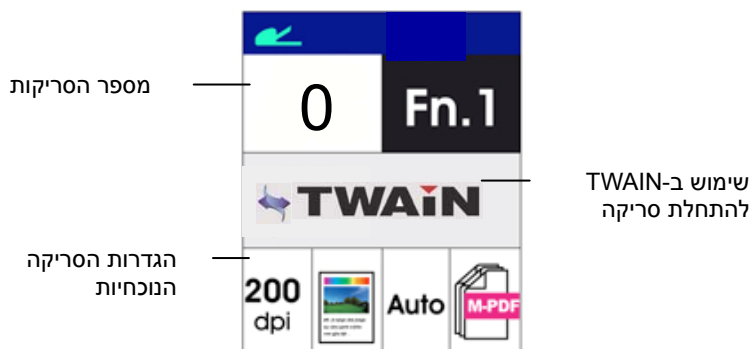 מספר הסריקות
0
Fn.1
TWAIN
שימוש ב-TWAIN
להתחלת סריקה
הגדרות הסריקה
הנוכחיות
200
dpi
Auto
M-PDF